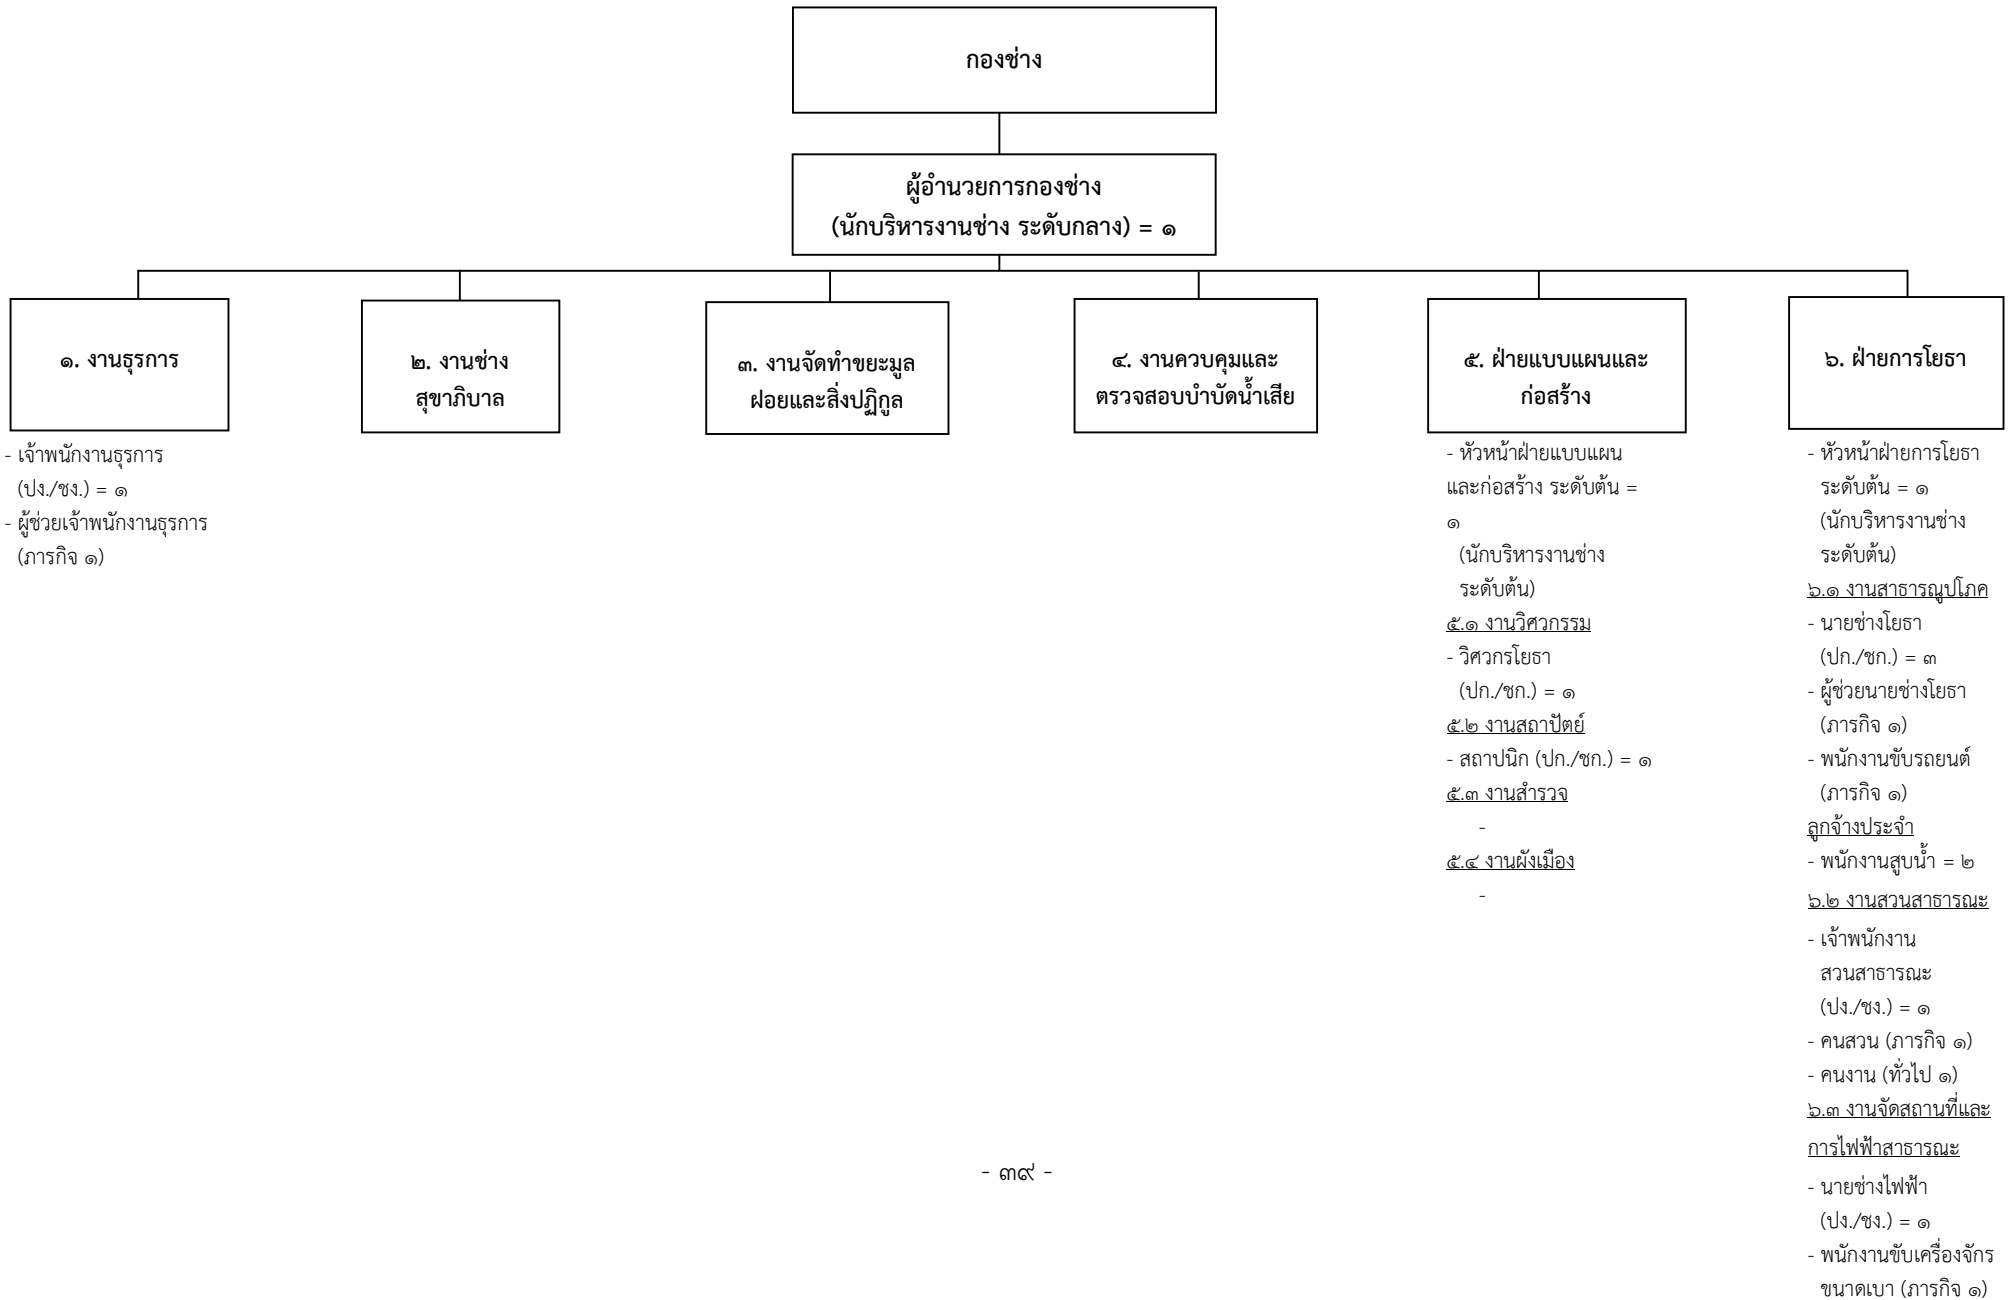 กองช่าง
ผู้อำนวยการกองช่าง
(นักบริหารงานช่าง ระดับกลาง) = ๑
๑. งานธุรการ
- เจ้าพนักงานธุรการ
(ปง./ชง.) = ๑
- ผู้ช่วยเจ้าพนักงานธุรการ
(ภารกิจ ๑)
๒. งานช่าง
สุขาภิบาล
๓. งานจัดทำขยะมูล
ฝอยและสิ่งปฏิกูล
๔. งานควบคุมและ
ตรวจสอบบำบัดน้ำเสีย
๕. ฝ่ายแบบแผนและ
ก่อสร้าง
- หัวหน้าฝ่ายแบบแผน
และก่อสร้าง ระดับต้น =
๑
(นักบริหารงานช่าง
ระดับต้น)
๕.๑ งานวิศวกรรม
- วิศวกรโยธา
(ปก./ชก.) = ๑
๕.๒ งานสถาปัตย์
- สถาปนิก (ปก./ชก.) = ๑
๕.๓ งานสำรวจ
-
๕.๔ งานผังเมือง
-
๖. ฝ่ายการโยธา
- หัวหน้าฝ่ายการโยธา
ระดับต้น = ๑
(นักบริหารงานช่าง
ระดับต้น)
๖.๑ งานสาธารณูปโภค
- นายช่างโยธา
(ปก./ชก.) = ๓
- ผู้ช่วยนายช่างโยธา
(ภารกิจ ๑)
- พนักงานขับรถยนต์
(ภารกิจ ๑)
ลูกจ้างประจำ
- พนักงานสูบน้ำ = ๒
๖.๒ งานสวนสาธารณะ
- เจ้าพนักงาน
สวนสาธารณะ
(ปง./ชง.) = ๑
- คนสวน (ภารกิจ ๑)
- คนงาน (ทั่วไป ๑)
๖.๓ งานจัดสถานที่และ
การไฟฟ้าสาธารณะ
- นายช่างไฟฟ้า
(ปง./ชง.) = ๑
- พนักงานขับเครื่องจักร
ขนาดเบา (ภารกิจ ๑)
- ๓๙ -